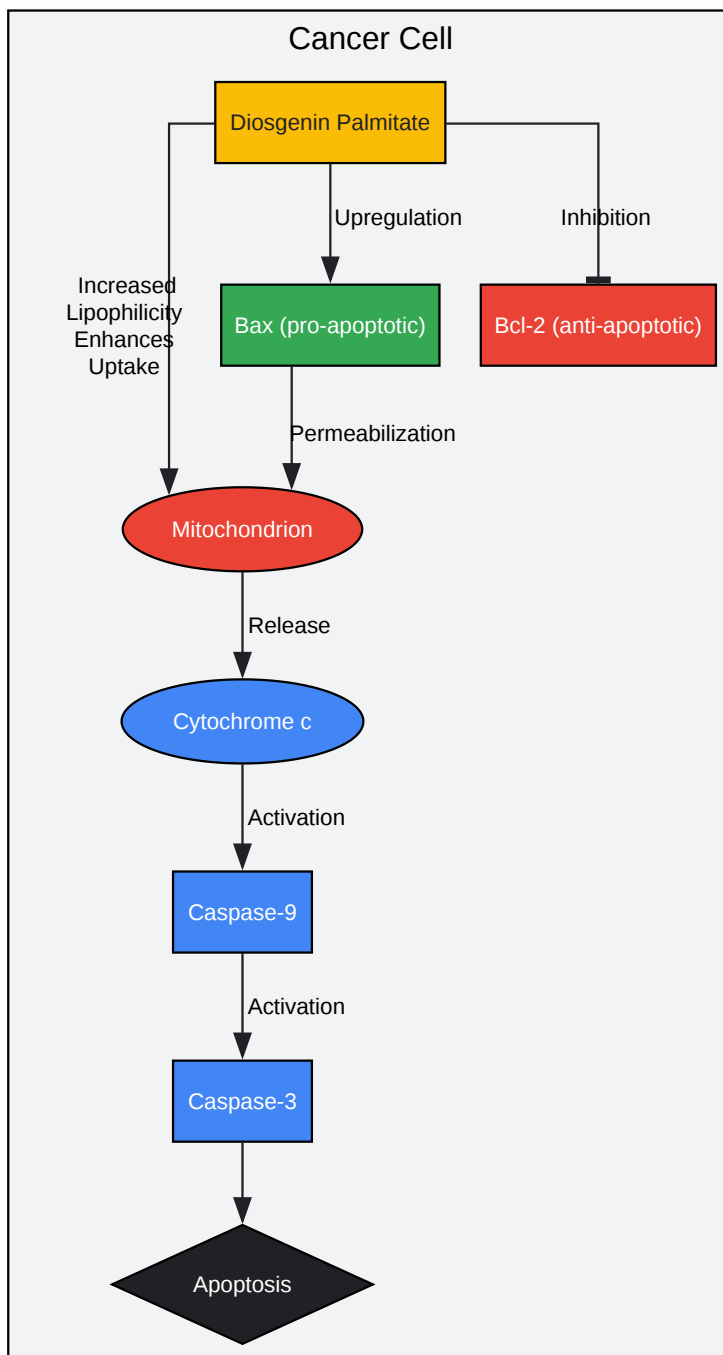 Cancer Cell
Diosgenin Palmitate
Upregulation
Inhibition
Increased
Lipophilicity
Enhances
Uptake
Bax (pro-apoptotic)
Bcl-2 (anti-apoptotic)
Permeabilization
Mitochondrion
Release
Cytochrome c
Activation
Caspase-9
Activation
Caspase-3
Apoptosis